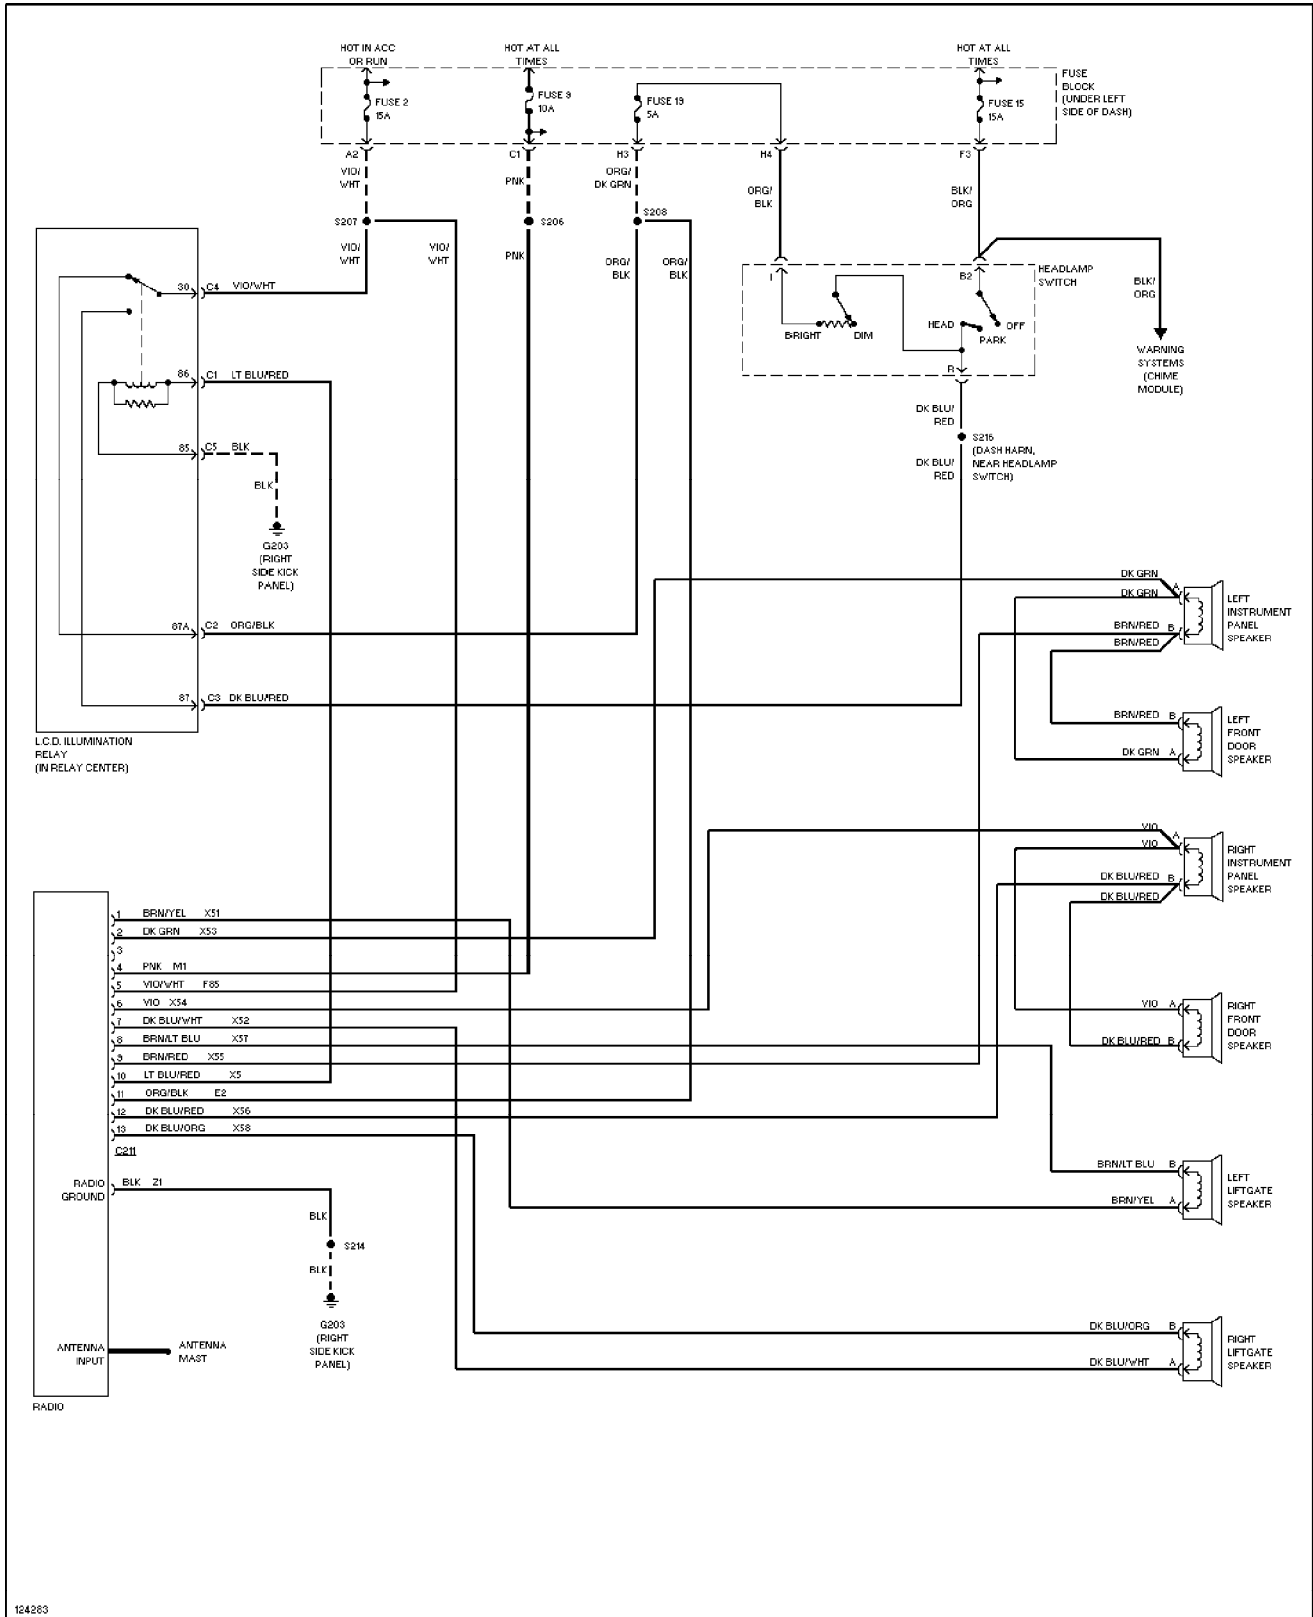 HOT IN ACC
OR RUN
HOT AT ALL
TIMES
HOT AT ALL
TIMES
FUSE
BLOCK
(UNDER LEFT
SIDE OF DASH)
FUSE 2
15A
FUSE 9
10A
FUSE 19
5A
FUSE 15
15A
A2
C1
H3
H4
F3
VIO/
WHT
PNK
ORG/
DK GRN
ORG/
BLK
BLK/
ORG
S207
S206
S208
VIO/
WHT
VIO/
WHT
PNK
ORG/
BLK
ORG/
BLK
I
B2
HEADLAMP
SWITCH
BLK/
ORG
30
C4
VIO/WHT
BRIGHT
DIM
HEAD
OFF
PARK
R
WARNING
SYSTEMS
(CHIME
MODULE)
86
C1
LT BLU/RED
DK BLU/
RED
S216
(DASH HARN,
NEAR HEADLAMP
SWITCH)
DK BLU/
RED
85
C5
BLK
BLK
G203
(RIGHT
SIDE KICK
PANEL)
87A
C2
ORG/BLK
87
C3
DK BLU/RED
L.C.D. ILLUMINATION
RELAY
(IN RELAY CENTER)
DK GRN
A
DK GRN
BRN/RED
B
BRN/RED
LEFT
INSTRUMENT
PANEL
SPEAKER
BRN/RED
B
DK GRN
A
LEFT
FRONT
DOOR
SPEAKER
VIO
A
VIO
DK BLU/RED
B
DK BLU/RED
RIGHT
INSTRUMENT
PANEL
SPEAKER
VIO
A
DK BLU/RED
B
RIGHT
FRONT
DOOR
SPEAKER
BRN/LT BLU
B
BRN/YEL
A
LEFT
LIFTGATE
SPEAKER
DK BLU/ORG
B
DK BLU/WHT
A
RIGHT
LIFTGATE
SPEAKER
1 BRN/YEL X51
2 DK GRN X53
3
4 PNK M1
5 VIO/WHT F85
6 VIO X54
7 DK BLU/WHT X52
8 BRN/LT BLU X57
9 BRN/RED X55
10 LT BLU/RED X5
11 ORG/BLK E2
12 DK BLU/RED X56
13 DK BLU/ORG X58
C211
RADIO
GROUND
BLK Z1
BLK
S214
BLK
G203
(RIGHT
SIDE KICK
PANEL)
ANTENNA
INPUT
ANTENNA
MAST
RADIO
124283